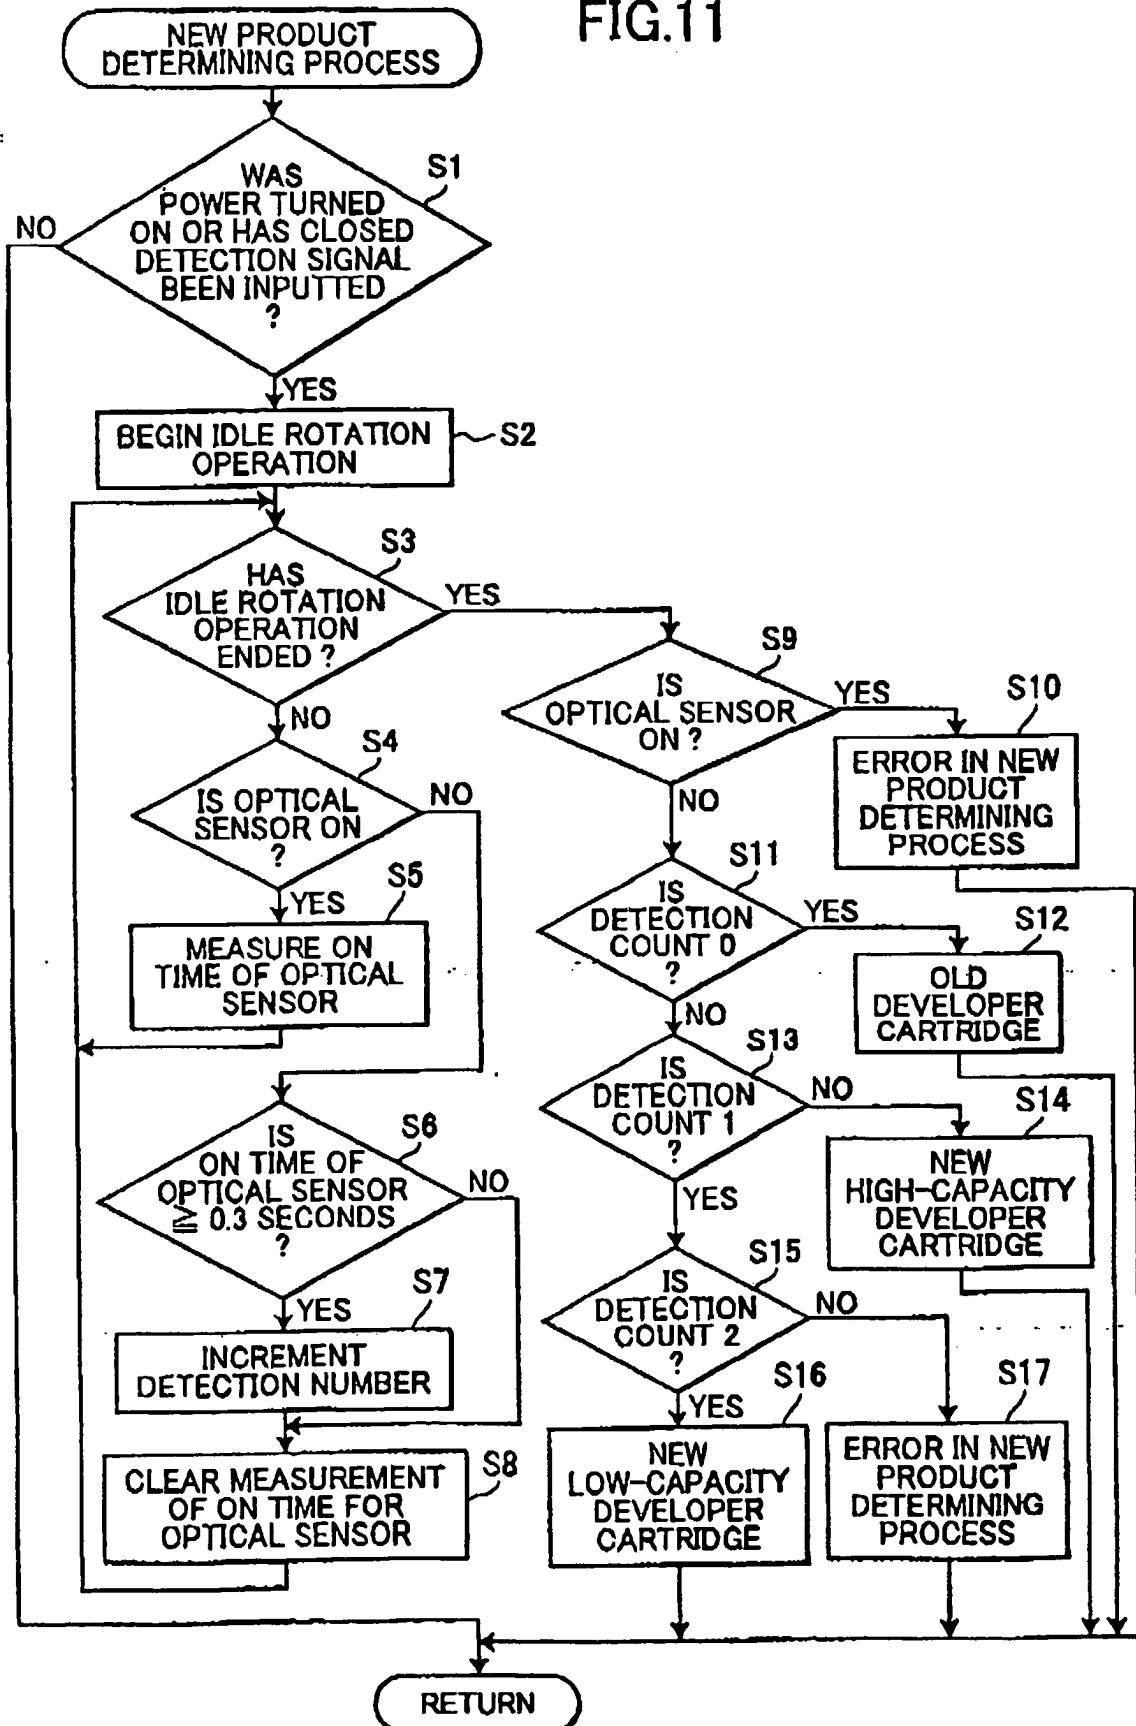 FIG.11
NEW PRODUCT
DETERMINING PROCESS
S1
WAS
POWER TURNED
ON OR HAS CLOSED
DETECTION SIGNAL
BEEN INPUTTED
?
NO
YES
BEGIN IDLE ROTATION
OPERATION
S2
S3
HAS
IDLE ROTATION
OPERATION
ENDED ?
YES
NO
S4
IS OPTICAL
SENSOR ON
?
NO
YES
S5
MEASURE ON
TIME OF OPTICAL
SENSOR
S6
IS
ON TIME OF
OPTICAL SENSOR
≧ 0.3 SECONDS
?
NO
YES
S7
INCREMENT
DETECTION NUMBER
S8
CLEAR MEASUREMENT
OF ON TIME FOR
OPTICAL SENSOR
S9
IS
OPTICAL SENSOR
ON ?
YES
NO
S10
ERROR IN NEW
PRODUCT
DETERMINING
PROCESS
S11
IS
DETECTION
COUNT 0
?
YES
NO
S12
OLD
DEVELOPER
CARTRIDGE
S13
IS
DETECTION
COUNT 1
?
NO
YES
S14
NEW
HIGH-CAPACITY
DEVELOPER
CARTRIDGE
S15
IS
DETECTION
COUNT 2
?
NO
YES
S16
NEW
LOW-CAPACITY
DEVELOPER
CARTRIDGE
S17
ERROR IN NEW
PRODUCT
DETERMINING
PROCESS
RETURN